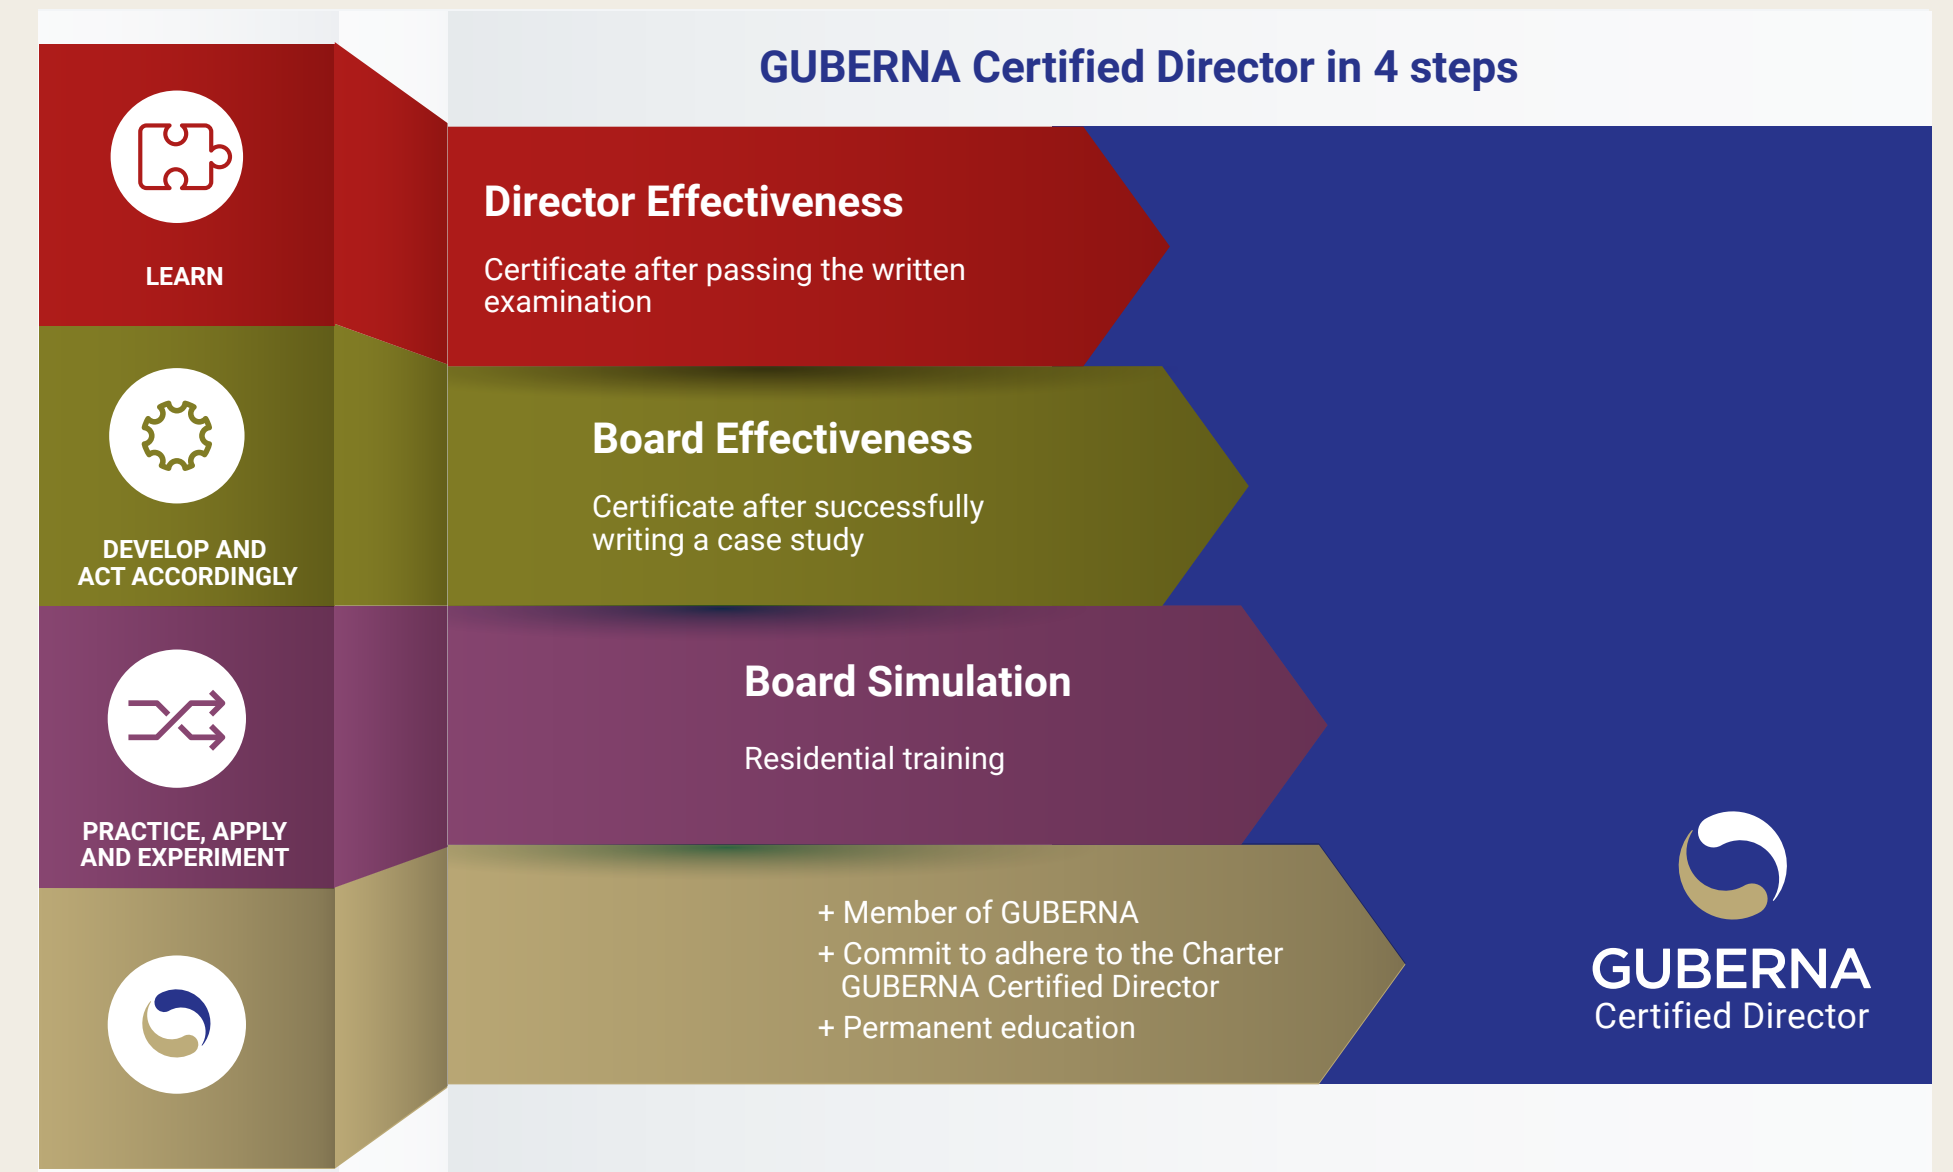 GUBERNA Certified Director in 4 steps
LEARN
Director Effectiveness
Certificate after passing the written
examination
DEVELOP AND
ACT ACCORDINGLY
Board Effectiveness
Certificate after successfully
writing a case study
PRACTICE, APPLY
AND EXPERIMENT
Board Simulation
Residential training
+ Member of GUBERNA
+ Commit to adhere to the Charter
GUBERNA Certified Director
+ Permanent education
GUBERNA
Certified Director